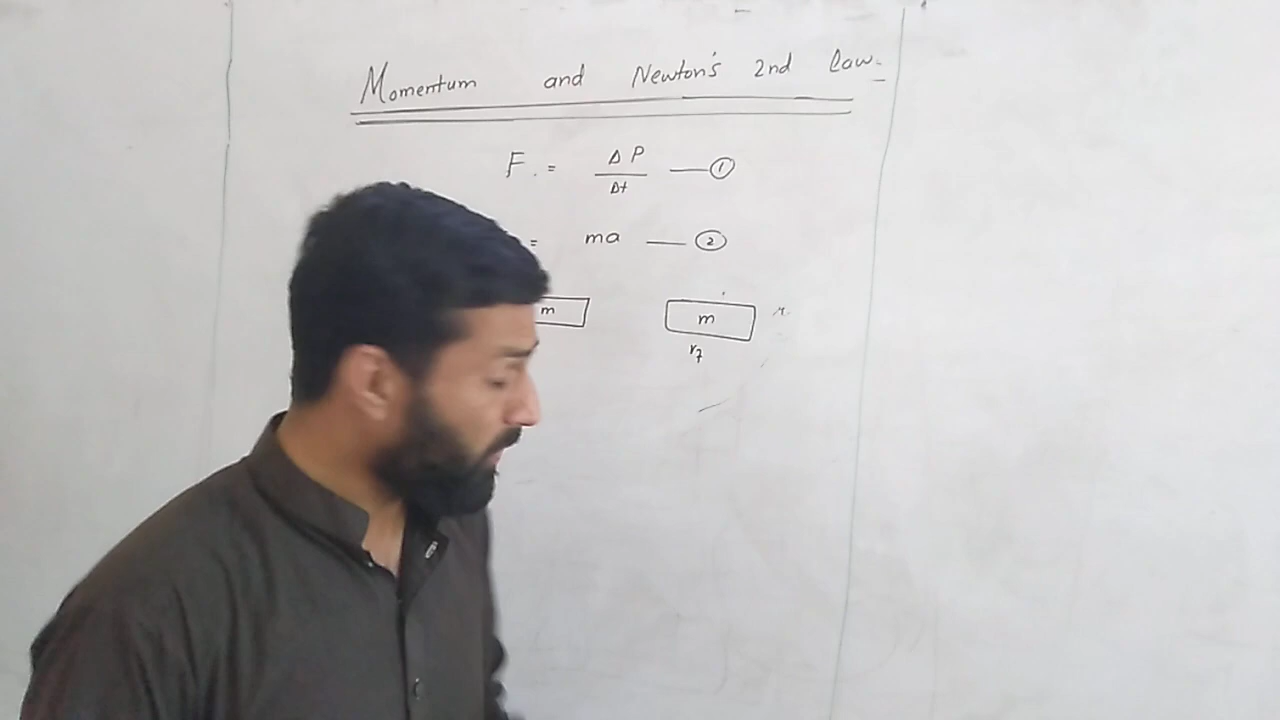 Momentum and Newton's 2nd law.
F. = ΔP/Δt — ①
= ma — ②
m m